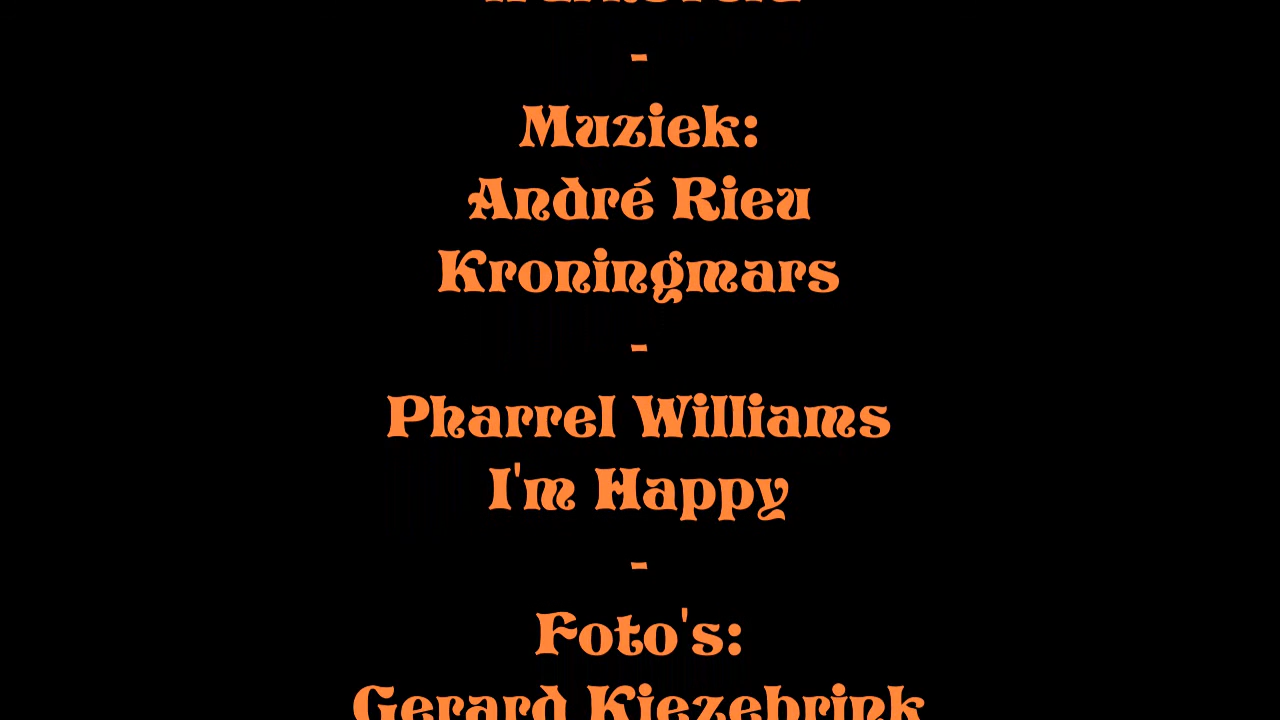 -
Muziek:
André Rieu
Kroningmars
-
Pharrel Williams
I'm Happy
-
Foto's:
Gerard Kiezebrink